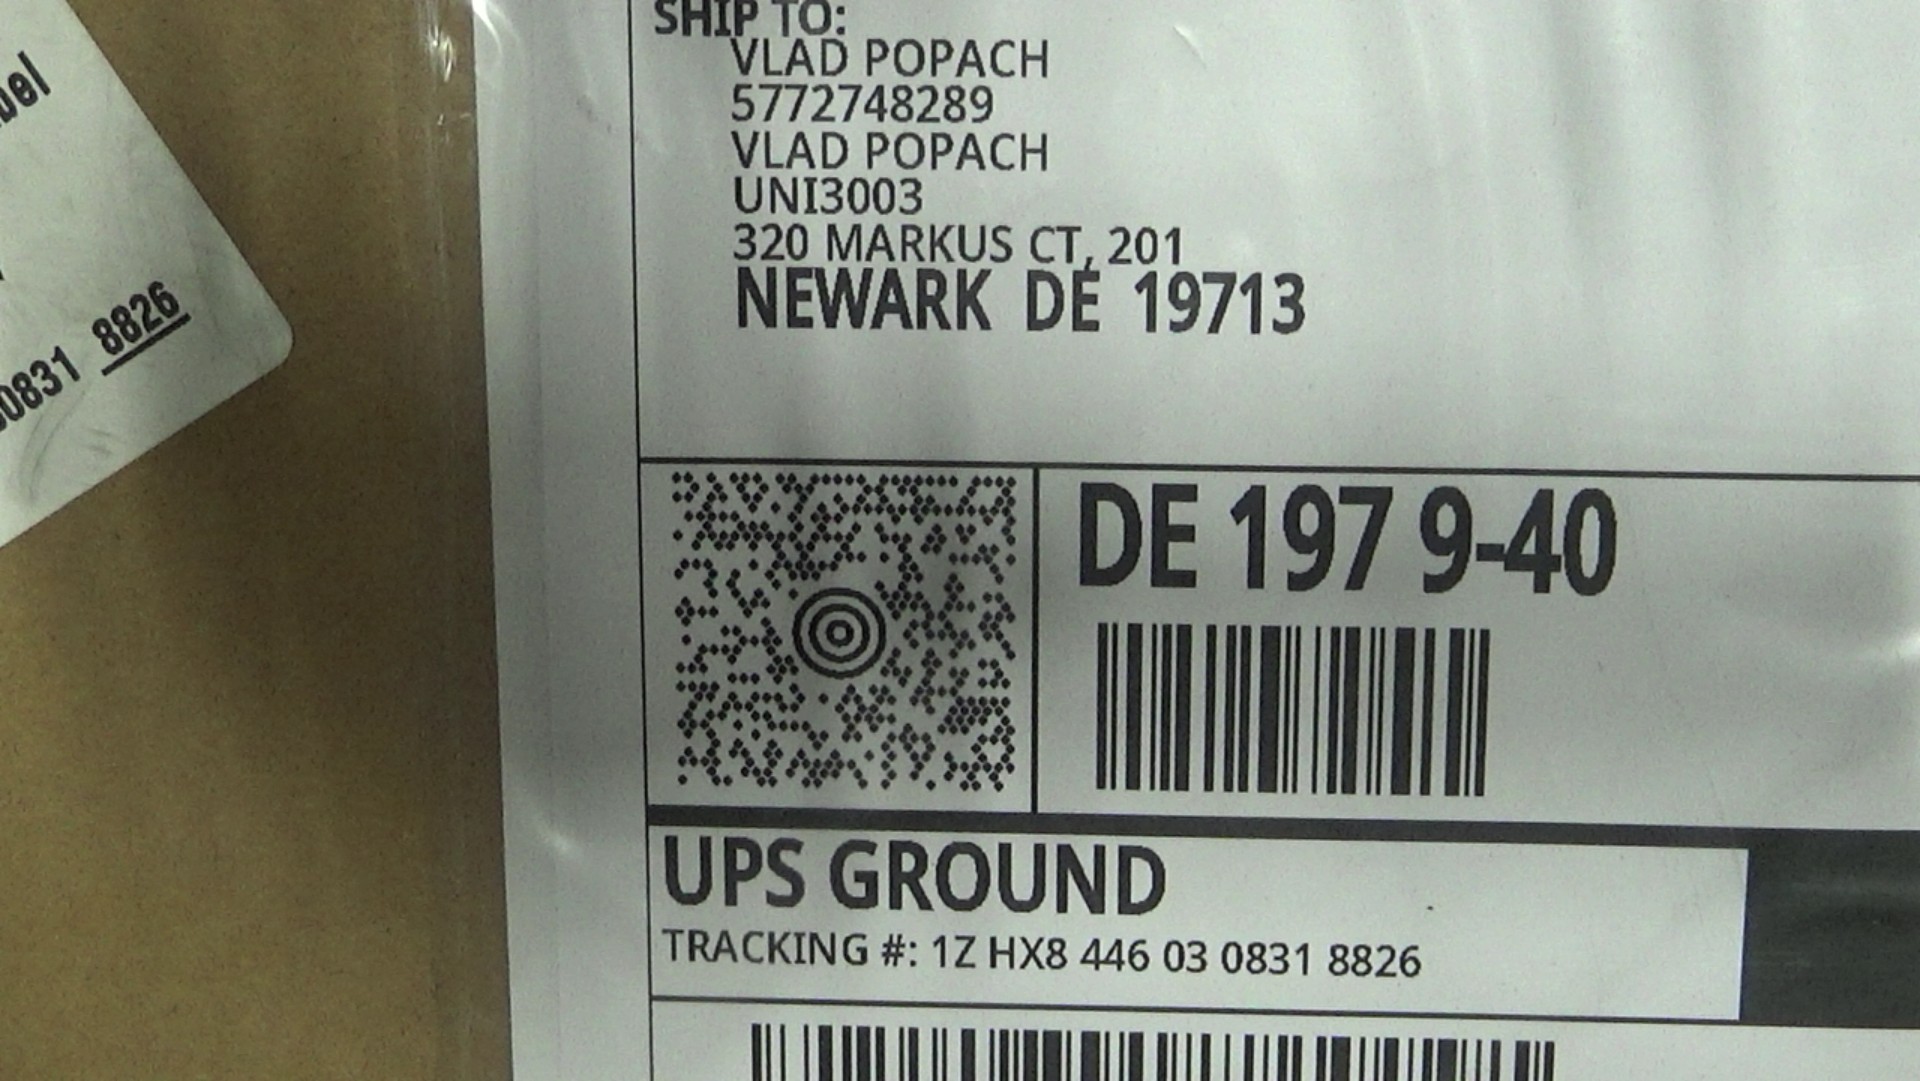 SHIP TO:
VLAD POPACH
5772748289
VLAD POPACH
UNI3003
320 MARKUS CT, 201
NEWARK DE 19713
DE 197 9-40
UPS GROUND
TRACKING #: 1Z HX8 446 03 0831 8826
0831 8826